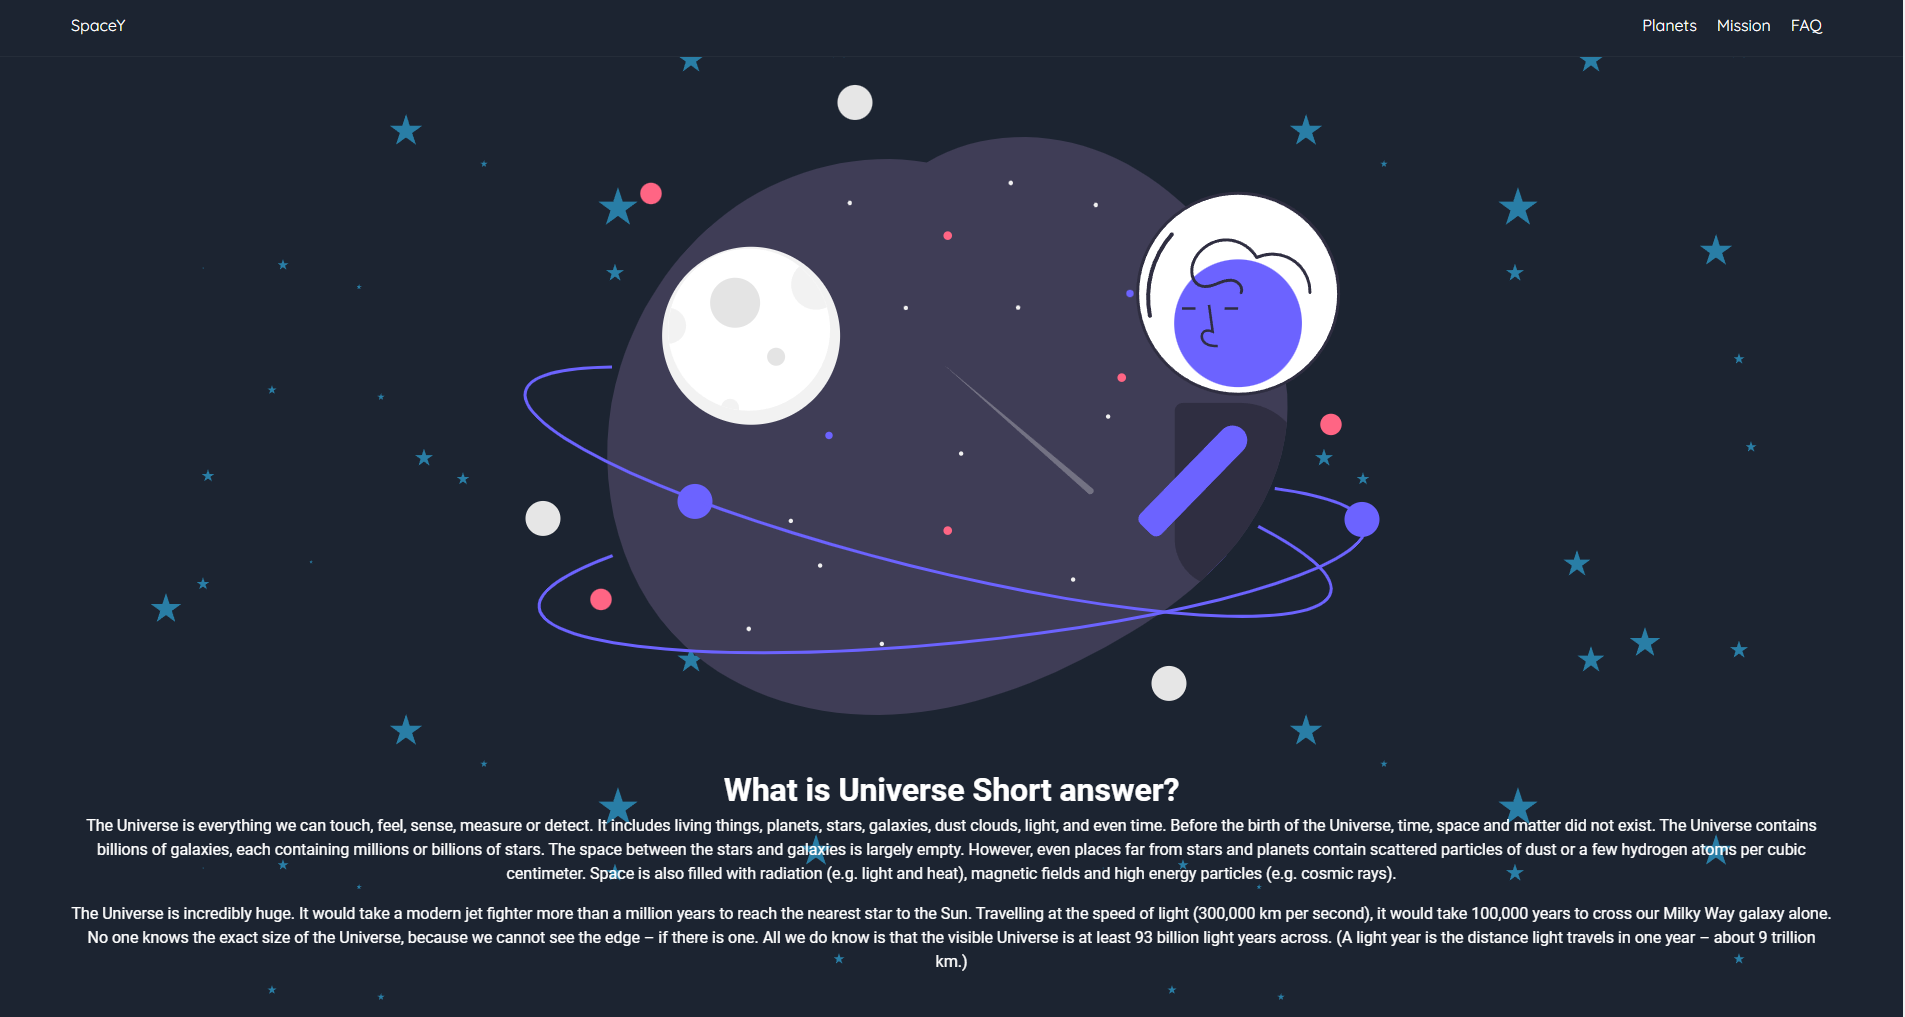 SpaceY
Planets Mission FAQ
What is Universe Short answer?
The Universe is everything we can touch, feel, sense, measure or detect. It includes living things, planets, stars, galaxies, dust clouds, light, and even time. Before the birth of the Universe, time, space and matter did not exist. The Universe contains
billions of galaxies, each containing millions or billions of stars. The space between the stars and galaxies is largely empty. However, even places far from stars and planets contain scattered particles of dust or a few hydrogen atoms per cubic
centimeter. Space is also filled with radiation (e.g. light and heat), magnetic fields and high energy particles (e.g. cosmic rays).
The Universe is incredibly huge. It would take a modern jet fighter more than a million years to reach the nearest star to the Sun. Travelling at the speed of light (300,000 km per second), it would take 100,000 years to cross our Milky Way galaxy alone.
No one knows the exact size of the Universe, because we cannot see the edge – if there is one. All we do know is that the visible Universe is at least 93 billion light years across. (A light year is the distance light travels in one year – about 9 trillion
km.)